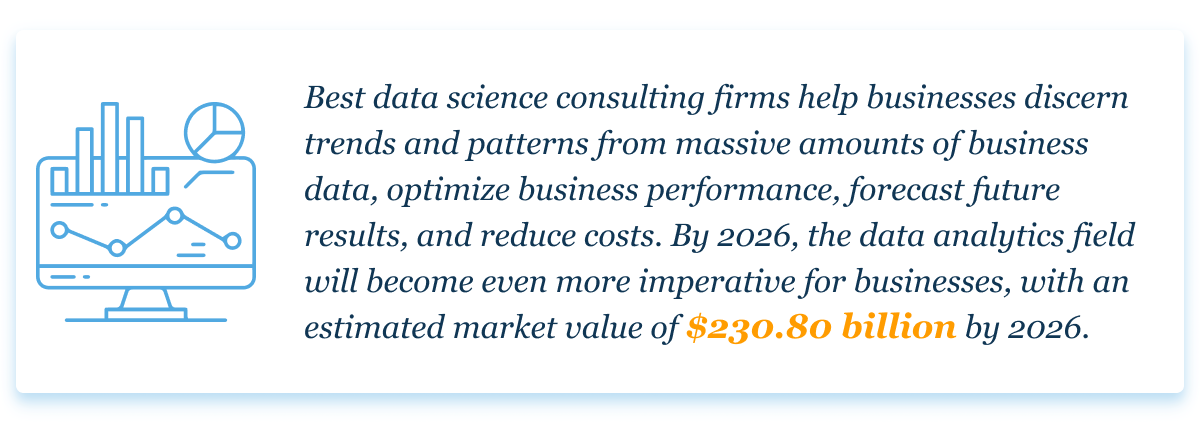 Best data science consulting firms help businesses discern
trends and patterns from massive amounts of business
data, optimize business performance, forecast future
results, and reduce costs. By 2026, the data analytics field
will become even more imperative for businesses, with an
estimated market value of $230.80 billion by 2026.